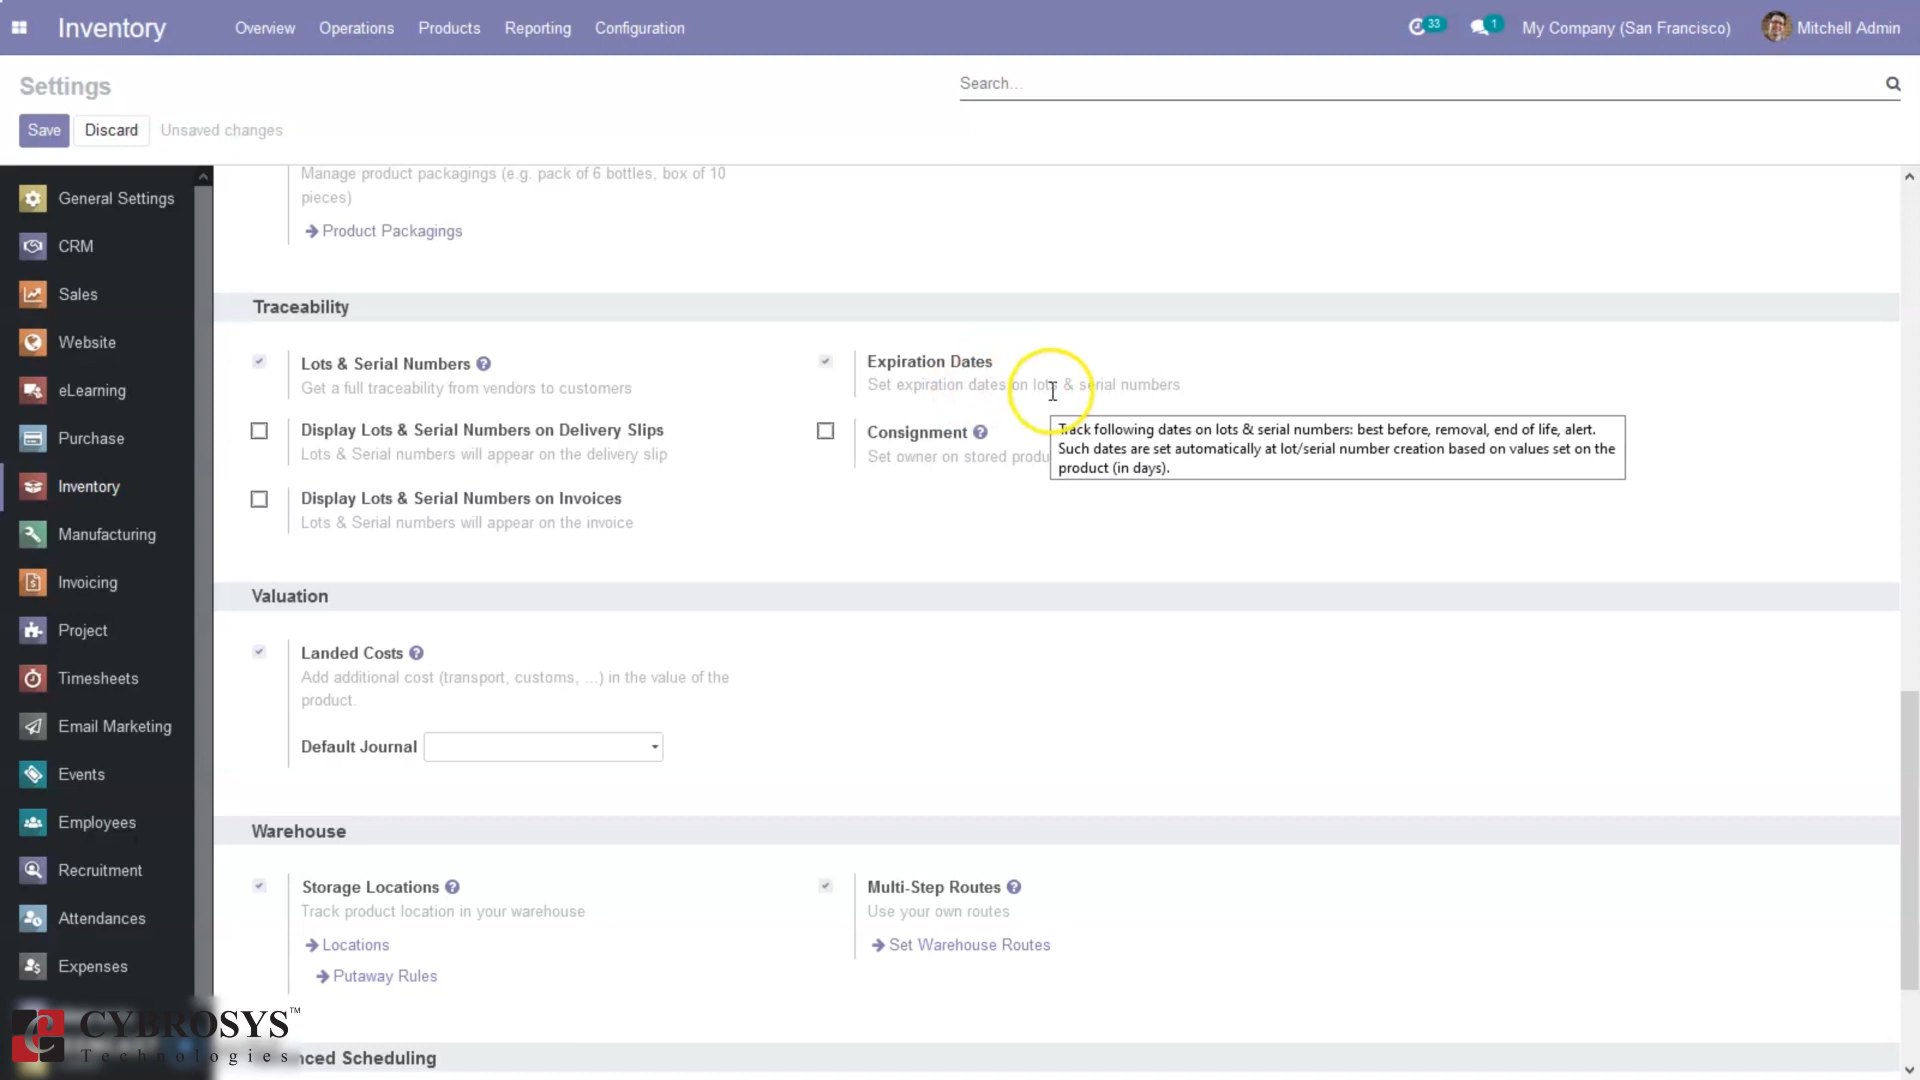 Inventory Overview Operations Products Reporting Configuration 33 1 My Company (San Francisco) Mitchell Admin
Settings
Search...
Save Discard Unsaved changes
General Settings
CRM
Sales
Website
eLearning
Purchase
Inventory
Manufacturing
Invoicing
Project
Timesheets
Email Marketing
Events
Employees
Recruitment
Attendances
Expenses
Manage product packagings (e.g. pack of 6 bottles, box of 10
pieces)
Product Packagings
Traceability
Lots & Serial Numbers
Get a full traceability from vendors to customers
Expiration Dates
Set expiration dates on lots & serial numbers
Display Lots & Serial Numbers on Delivery Slips
Lots & Serial numbers will appear on the delivery slip
Consignment
Set owner on stored produ
Track following dates on lots & serial numbers: best before, removal, end of life, alert.
Such dates are set automatically at lot/serial number creation based on values set on the
product (in days).
Display Lots & Serial Numbers on Invoices
Lots & Serial numbers will appear on the invoice
Valuation
Landed Costs
Add additional cost (transport, customs, ...) in the value of the
product.
Default Journal
Warehouse
Storage Locations
Track product location in your warehouse
Locations
Putaway Rules
Multi-Step Routes
Use your own routes
Set Warehouse Routes
nced Scheduling
CYBROSYS™
Technologies